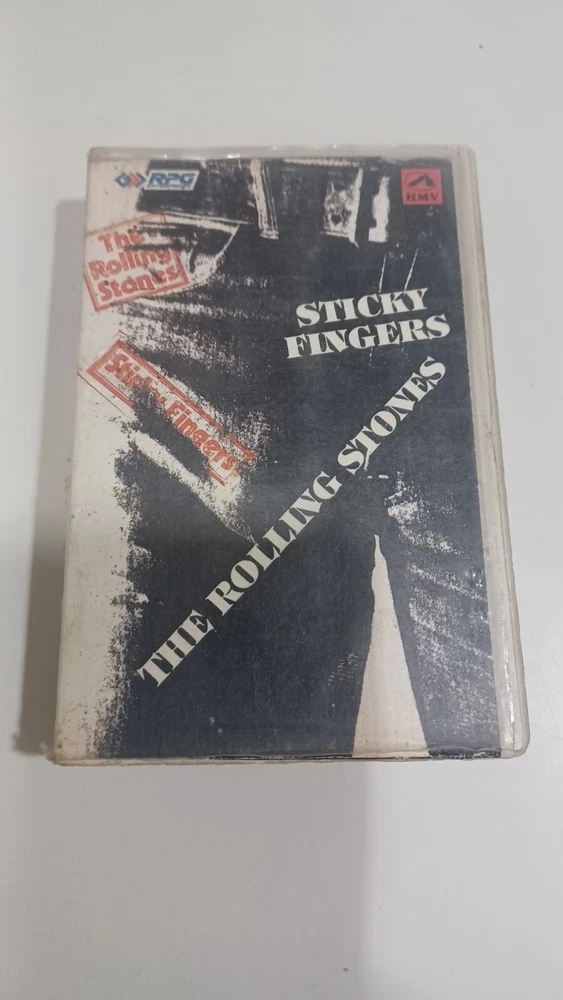 RPG
HMV
The
Rolling
Stones
STICKY
FINGERS
Sticky Fingers
THE ROLLING STONES